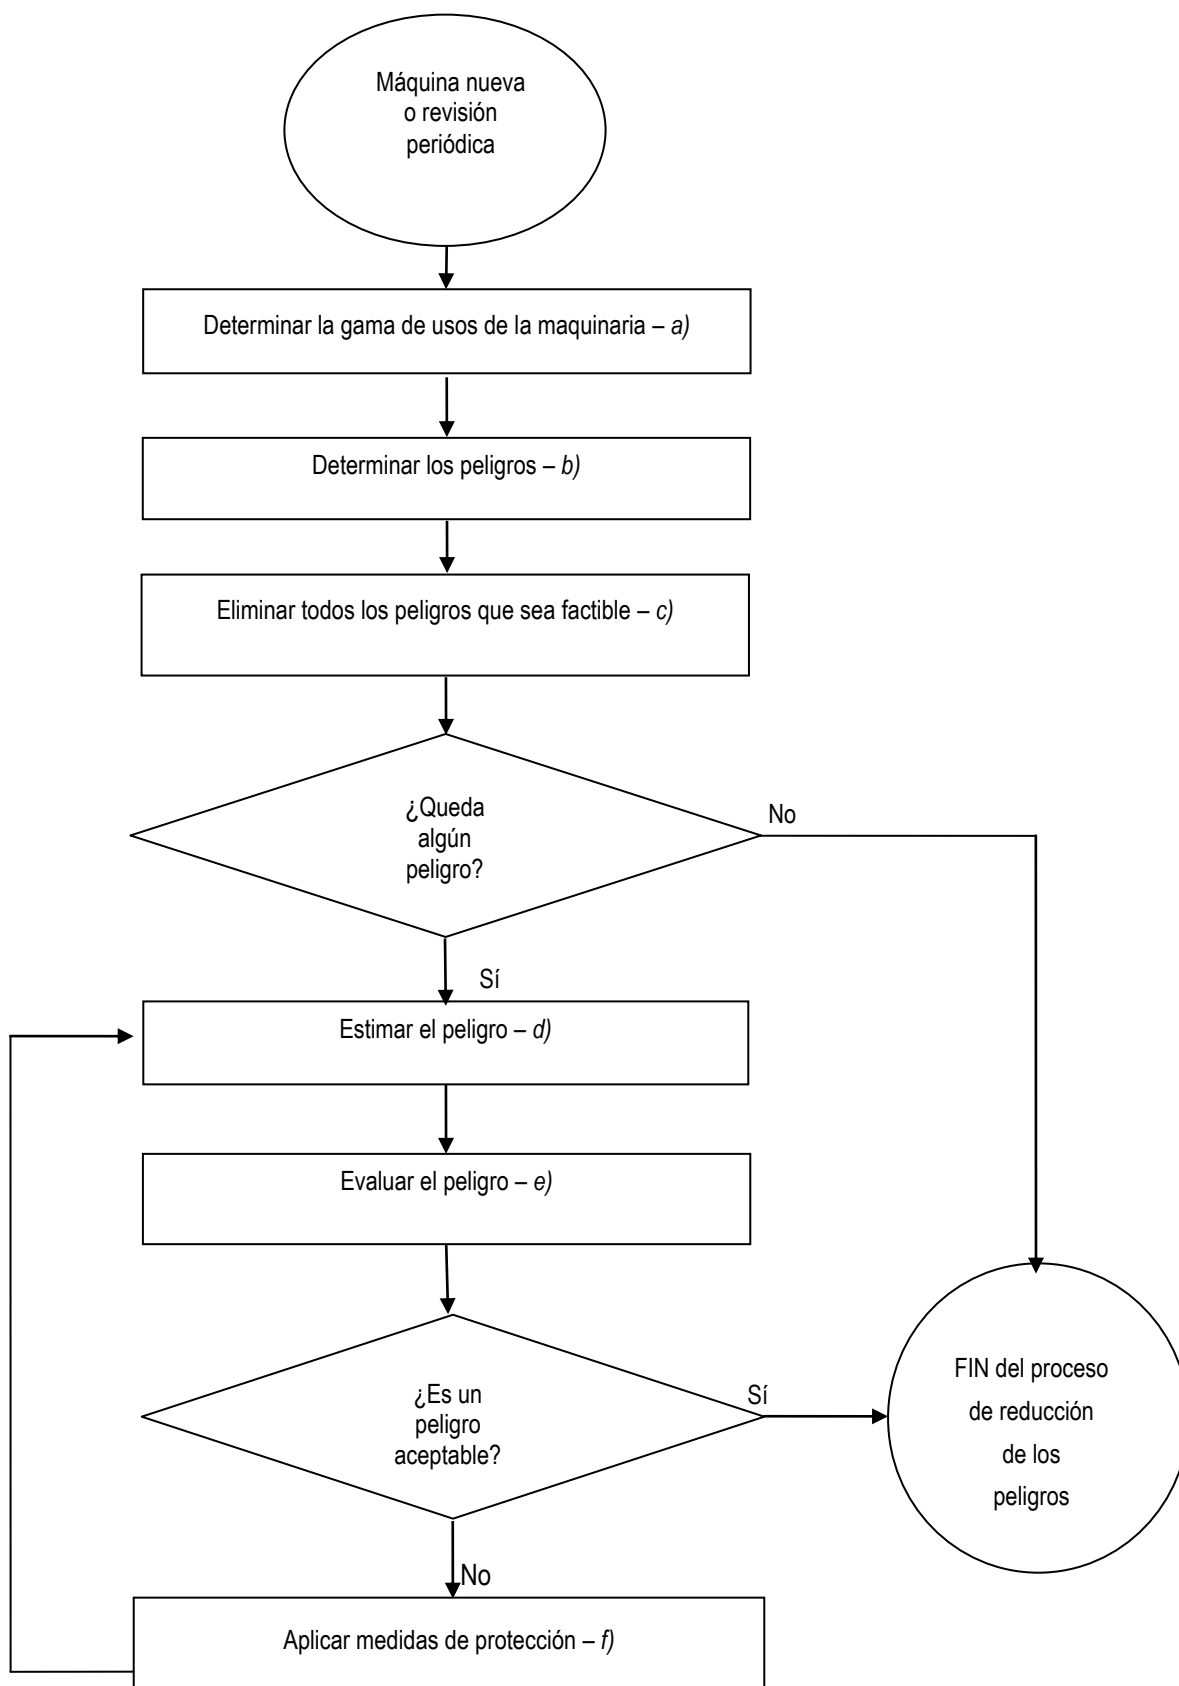 Máquina nueva
o revisión
periódica
Determinar la gama de usos de la maquinaria – a)
Determinar los peligros – b)
Eliminar todos los peligros que sea factible – c)
¿Queda
algún
peligro?
No
Sí
Estimar el peligro – d)
Evaluar el peligro – e)
¿Es un
peligro
aceptable?
Sí
FIN del proceso
de reducción
de los
peligros
No
Aplicar medidas de protección – f)